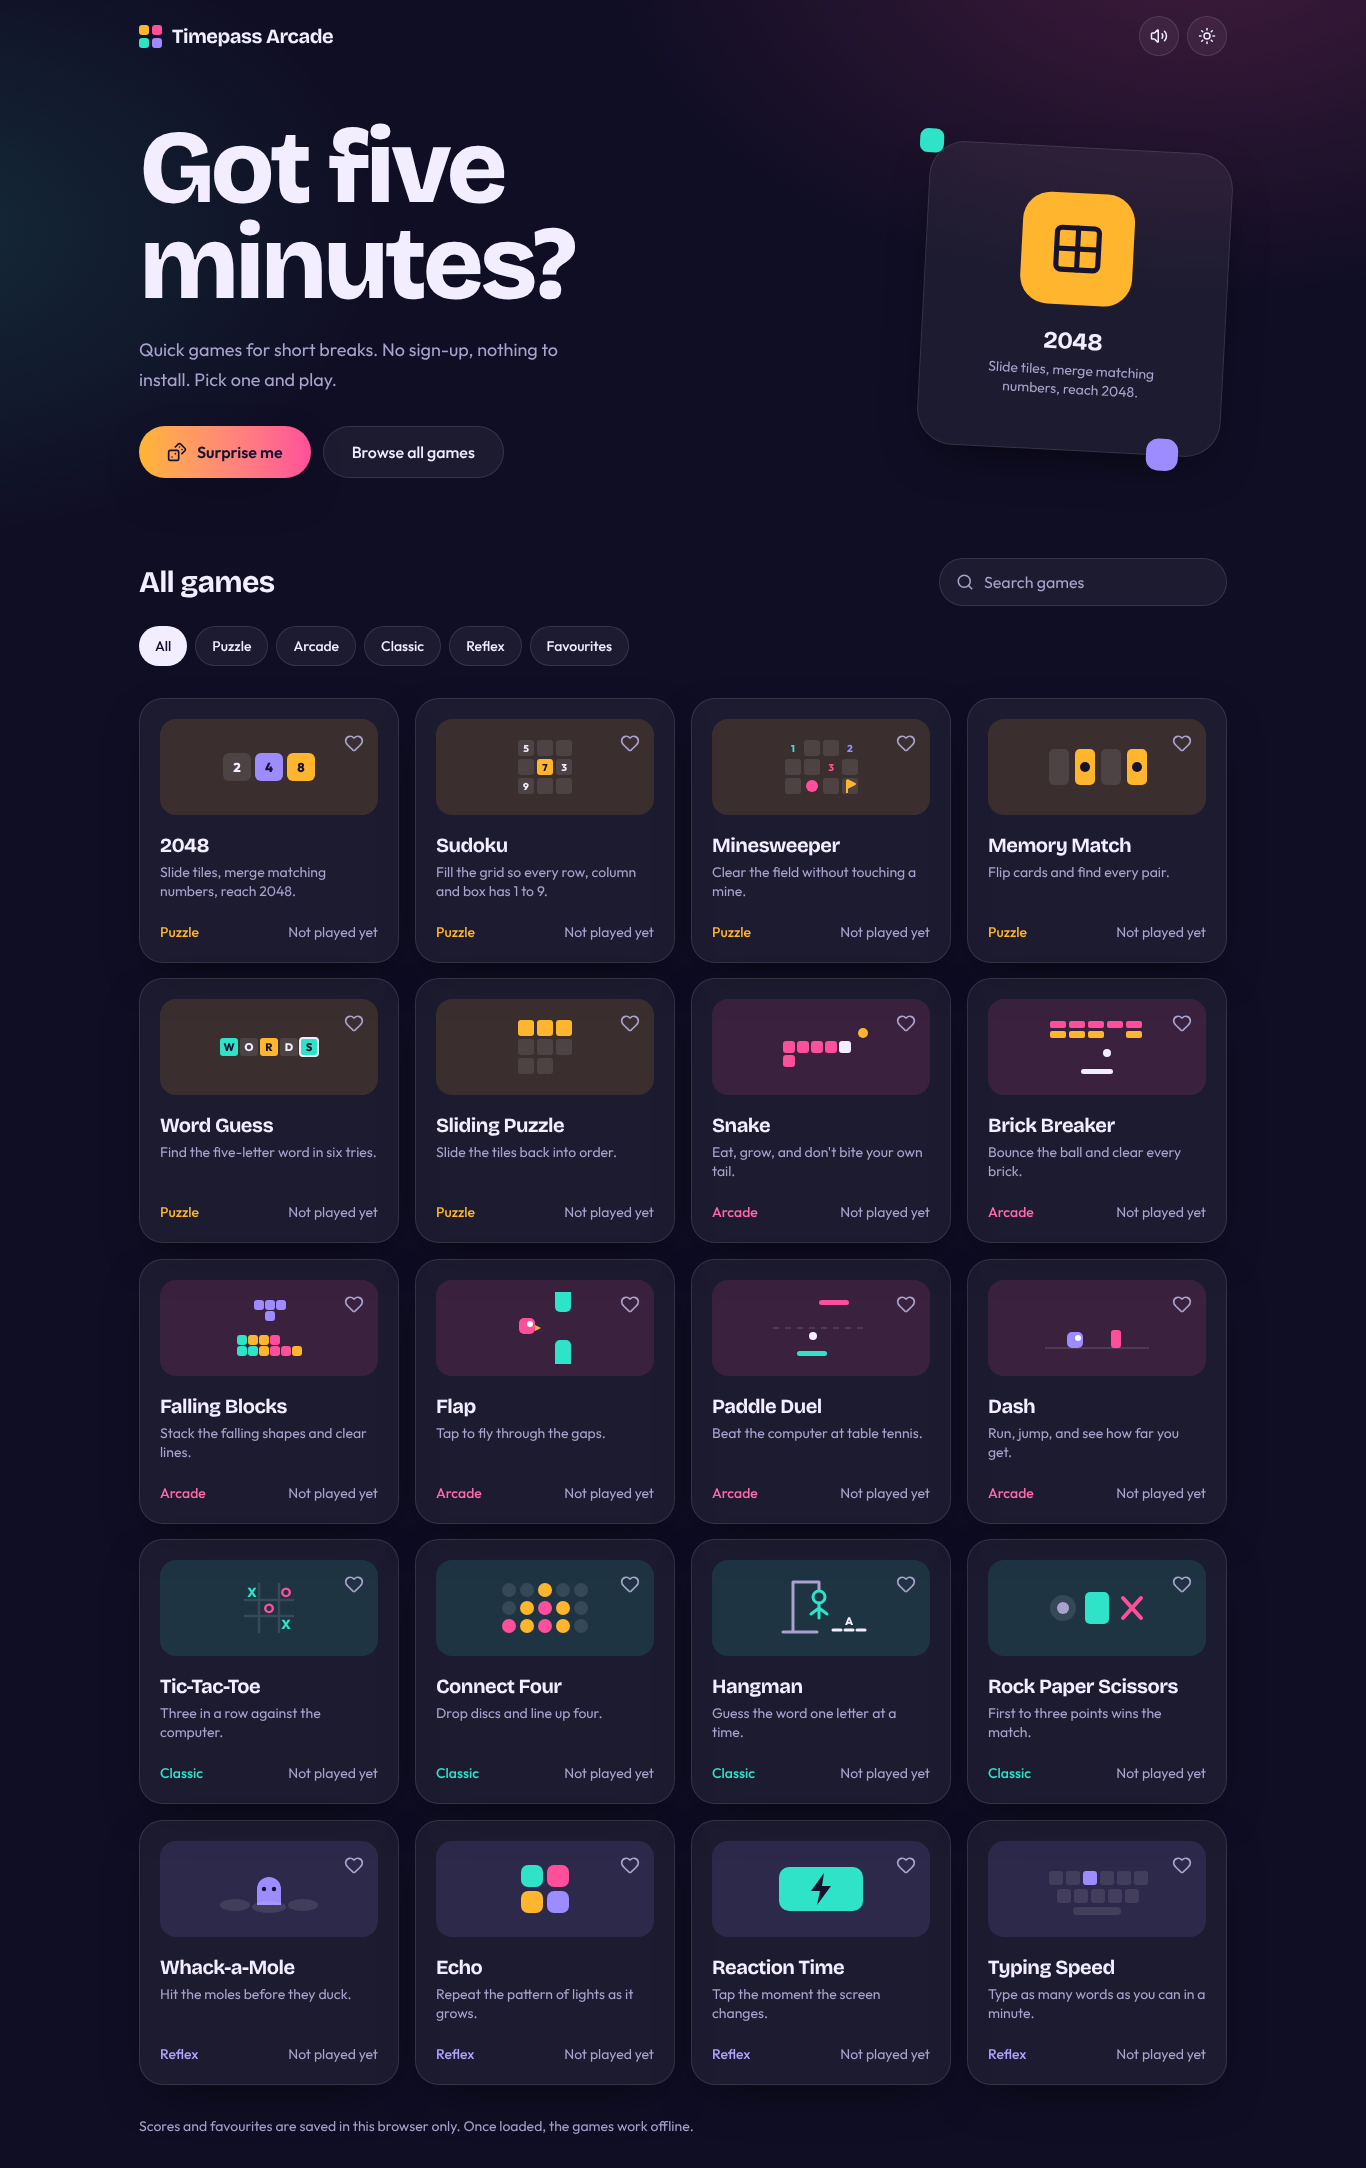 Timepass Arcade
Got five
minutes?
Quick games for short breaks. No sign-up, nothing to
install. Pick one and play.
Surprise me
Browse all games
2048
Slide tiles, merge matching
numbers, reach 2048.
All games
Search games
All
Puzzle
Arcade
Classic
Reflex
Favourites
2 4 8
2048
Slide tiles, merge matching
numbers, reach 2048.
Puzzle
Not played yet
5
7 3
9
Sudoku
Fill the grid so every row, column
and box has 1 to 9.
Puzzle
Not played yet
1 2
3
Minesweeper
Clear the field without touching a
mine.
Puzzle
Not played yet
Memory Match
Flip cards and find every pair.
Puzzle
Not played yet
W O R D S
Word Guess
Find the five-letter word in six tries.
Puzzle
Not played yet
Sliding Puzzle
Slide the tiles back into order.
Puzzle
Not played yet
Snake
Eat, grow, and don't bite your own
tail.
Arcade
Not played yet
Brick Breaker
Bounce the ball and clear every
brick.
Arcade
Not played yet
Falling Blocks
Stack the falling shapes and clear
lines.
Arcade
Not played yet
Flap
Tap to fly through the gaps.
Arcade
Not played yet
Paddle Duel
Beat the computer at table tennis.
Arcade
Not played yet
Dash
Run, jump, and see how far you
get.
Arcade
Not played yet
X O
O
X
Tic-Tac-Toe
Three in a row against the
computer.
Classic
Not played yet
Connect Four
Drop discs and line up four.
Classic
Not played yet
A
Hangman
Guess the word one letter at a
time.
Classic
Not played yet
Rock Paper Scissors
First to three points wins the
match.
Classic
Not played yet
Whack-a-Mole
Hit the moles before they duck.
Reflex
Not played yet
Echo
Repeat the pattern of lights as it
grows.
Reflex
Not played yet
Reaction Time
Tap the moment the screen
changes.
Reflex
Not played yet
Typing Speed
Type as many words as you can in a
minute.
Reflex
Not played yet
Scores and favourites are saved in this browser only. Once loaded, the games work offline.